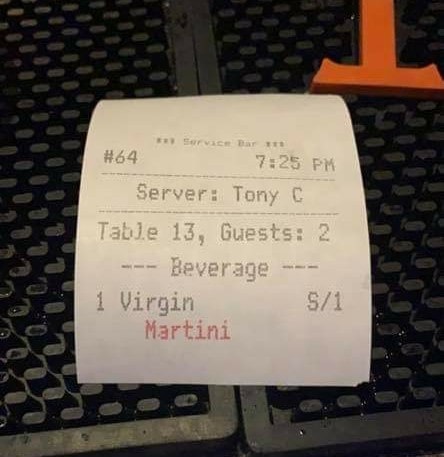 *** Service Bar ***
#64 7:25 PM
Server: Tony C
Table 13, Guests: 2
--- Beverage ---
1 Virgin S/1
Martini